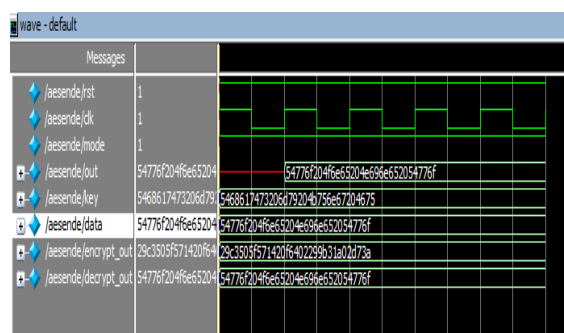 wave - default
Messages
/aesende/rst 1
/aesende/clk 1
/aesende/mode 1
/aesende/out 54776f204f6e65204 54776f204f6e65204e696e652054776f
/aesende/key 5468617473206d792 5468617473206d79204b756e67204675
/aesende/data 54776f204f6e65204 54776f204f6e65204e696e652054776f
/aesende/encrypt_out 29c3505f571420f64 29c3505f571420f6402299b31a02d73a
/aesende/decrypt_out 54776f204f6e65204 54776f204f6e65204e696e652054776f